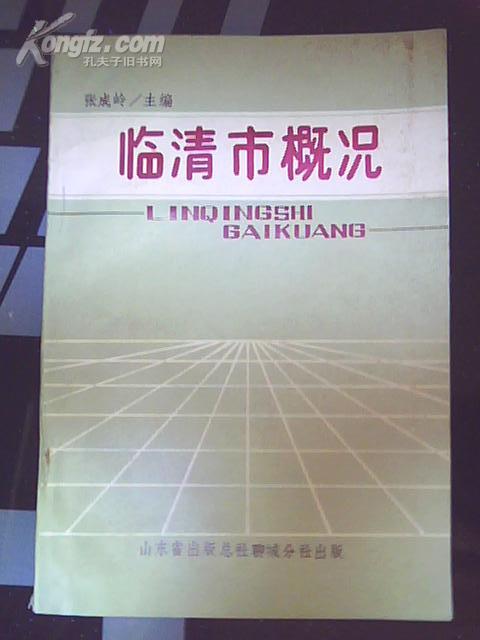 Kongfz.com
孔夫子旧书网
张成岭／主编
临清市概况
LINQINGSHI
GAIKUANG
山东省出版总社聊城分社出版